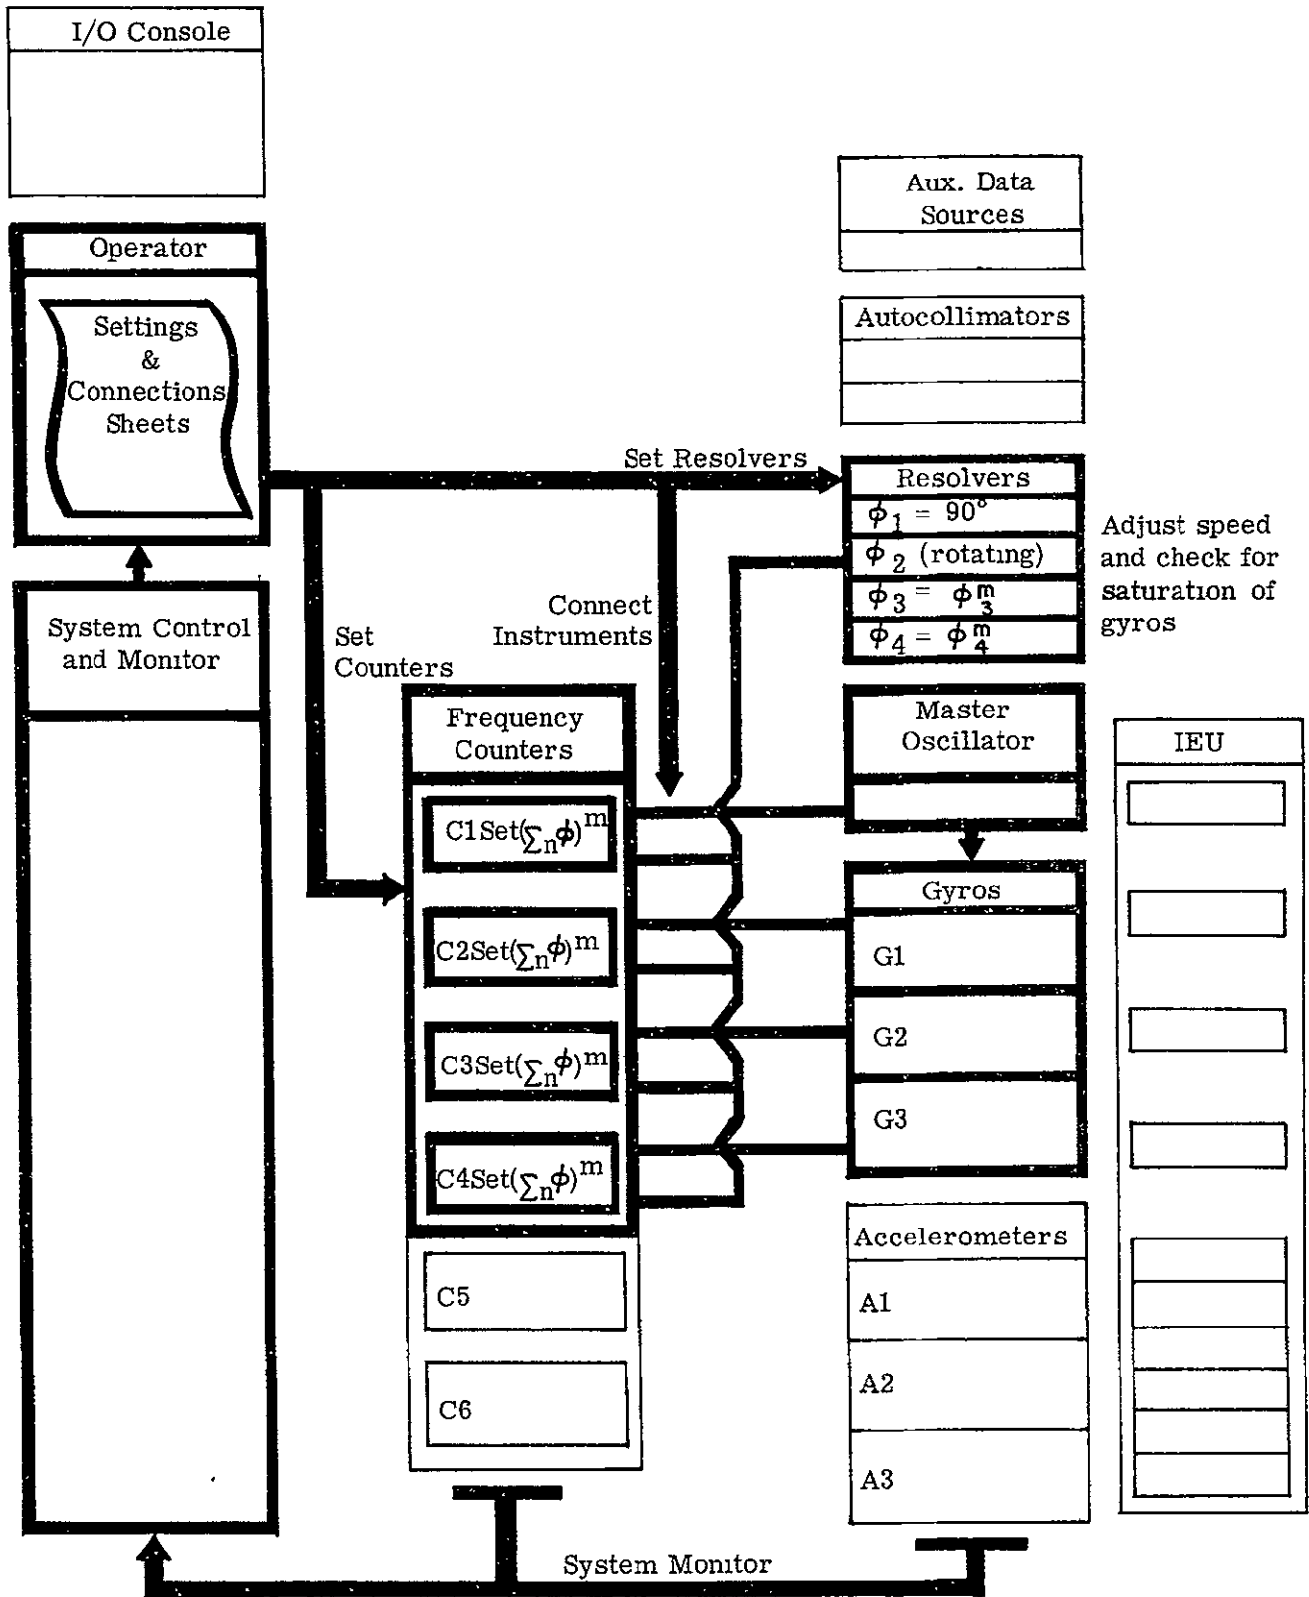 I/O Console
Operator
Settings
&
Connections
Sheets
System Control
and Monitor
Set
Counters
Set Resolvers
Connect
Instruments
Frequency
Counters
C1Set(∑nϕ)^m
C2Set(∑nϕ)^m
C3Set(∑nϕ)^m
C4Set(∑nϕ)^m
C5
C6
Aux. Data
Sources
Autocollimators
Resolvers
ϕ1 = 90°
ϕ2 (rotating)
ϕ3 = ϕ3^m
ϕ4 = ϕ4^m
Adjust speed
and check for
saturation of
gyros
Master
Oscillator
Gyros
G1
G2
G3
Accelerometers
A1
A2
A3
IEU
System Monitor